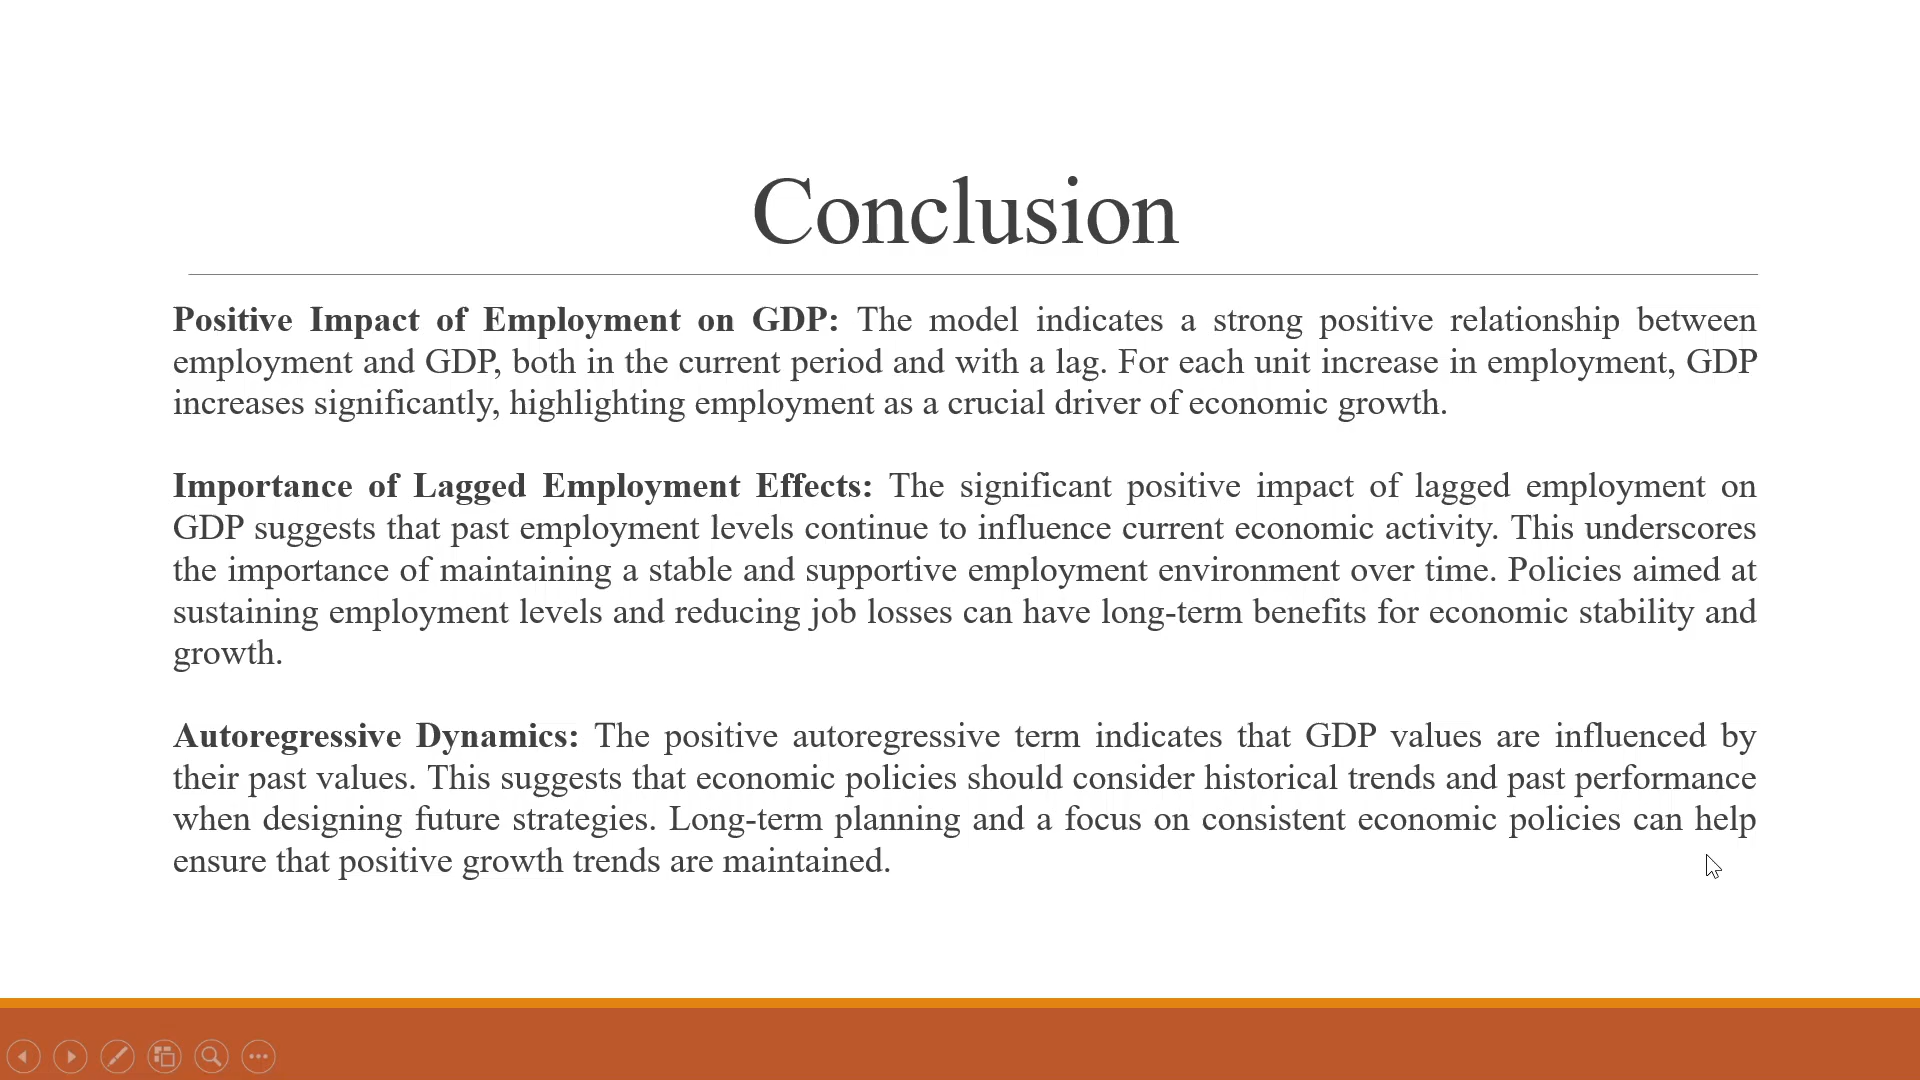 Conclusion
Positive Impact of Employment on GDP: The model indicates a strong positive relationship between
employment and GDP, both in the current period and with a lag. For each unit increase in employment, GDP
increases significantly, highlighting employment as a crucial driver of economic growth.
Importance of Lagged Employment Effects: The significant positive impact of lagged employment on
GDP suggests that past employment levels continue to influence current economic activity. This underscores
the importance of maintaining a stable and supportive employment environment over time. Policies aimed at
sustaining employment levels and reducing job losses can have long-term benefits for economic stability and
growth.
Autoregressive Dynamics: The positive autoregressive term indicates that GDP values are influenced by
their past values. This suggests that economic policies should consider historical trends and past performance
when designing future strategies. Long-term planning and a focus on consistent economic policies can help
ensure that positive growth trends are maintained.